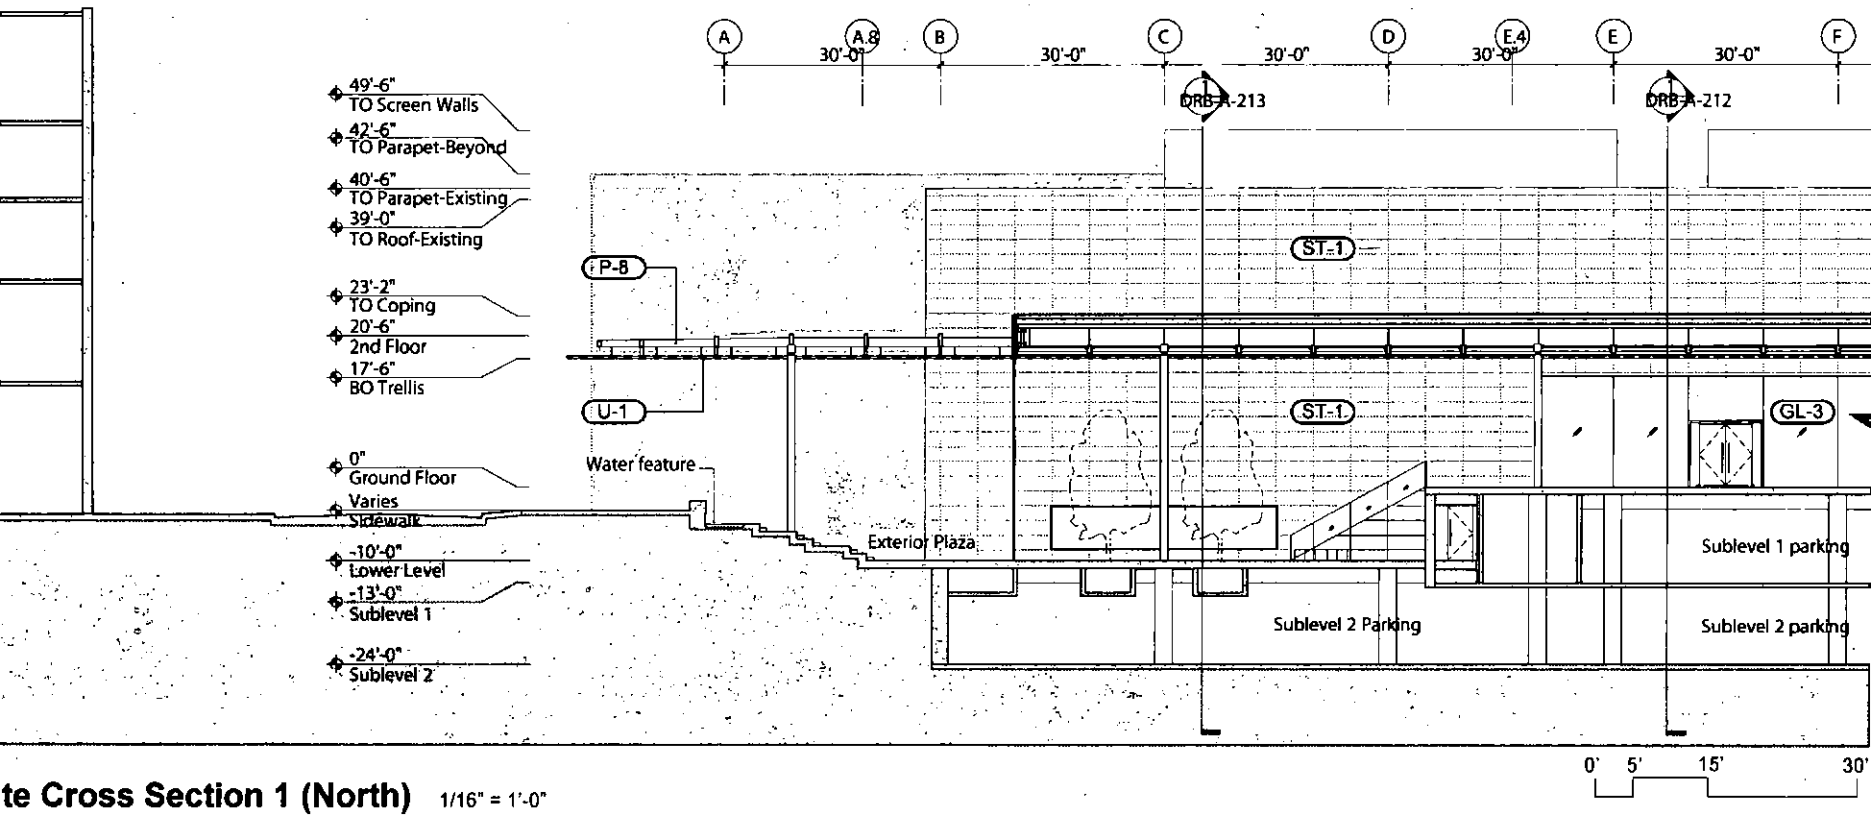 A A.8 B C D E.4 E F
30'-0" 30'-0" 30'-0" 30'-0" 30'-0"
1 1
DRB-A-213 DRB-A-212
49'-6"
TO Screen Walls
42'-6"
TO Parapet-Beyond
40'-6"
TO Parapet-Existing
39'-0"
TO Roof-Existing
23'-2"
TO Coping
20'-6"
2nd Floor
17'-6"
BO Trellis
0"
Ground Floor
Varies
Sidewalk
-10'-0"
Lower Level
-13'-0"
Sublevel 1
-24'-0"
Sublevel 2
P-8
U-1
Water feature
Exterior Plaza
ST-1
ST-1
GL-3
Sublevel 1 parking
Sublevel 2 Parking
Sublevel 2 parking
te Cross Section 1 (North) 1/16" = 1'-0"
0' 5' 15' 30'